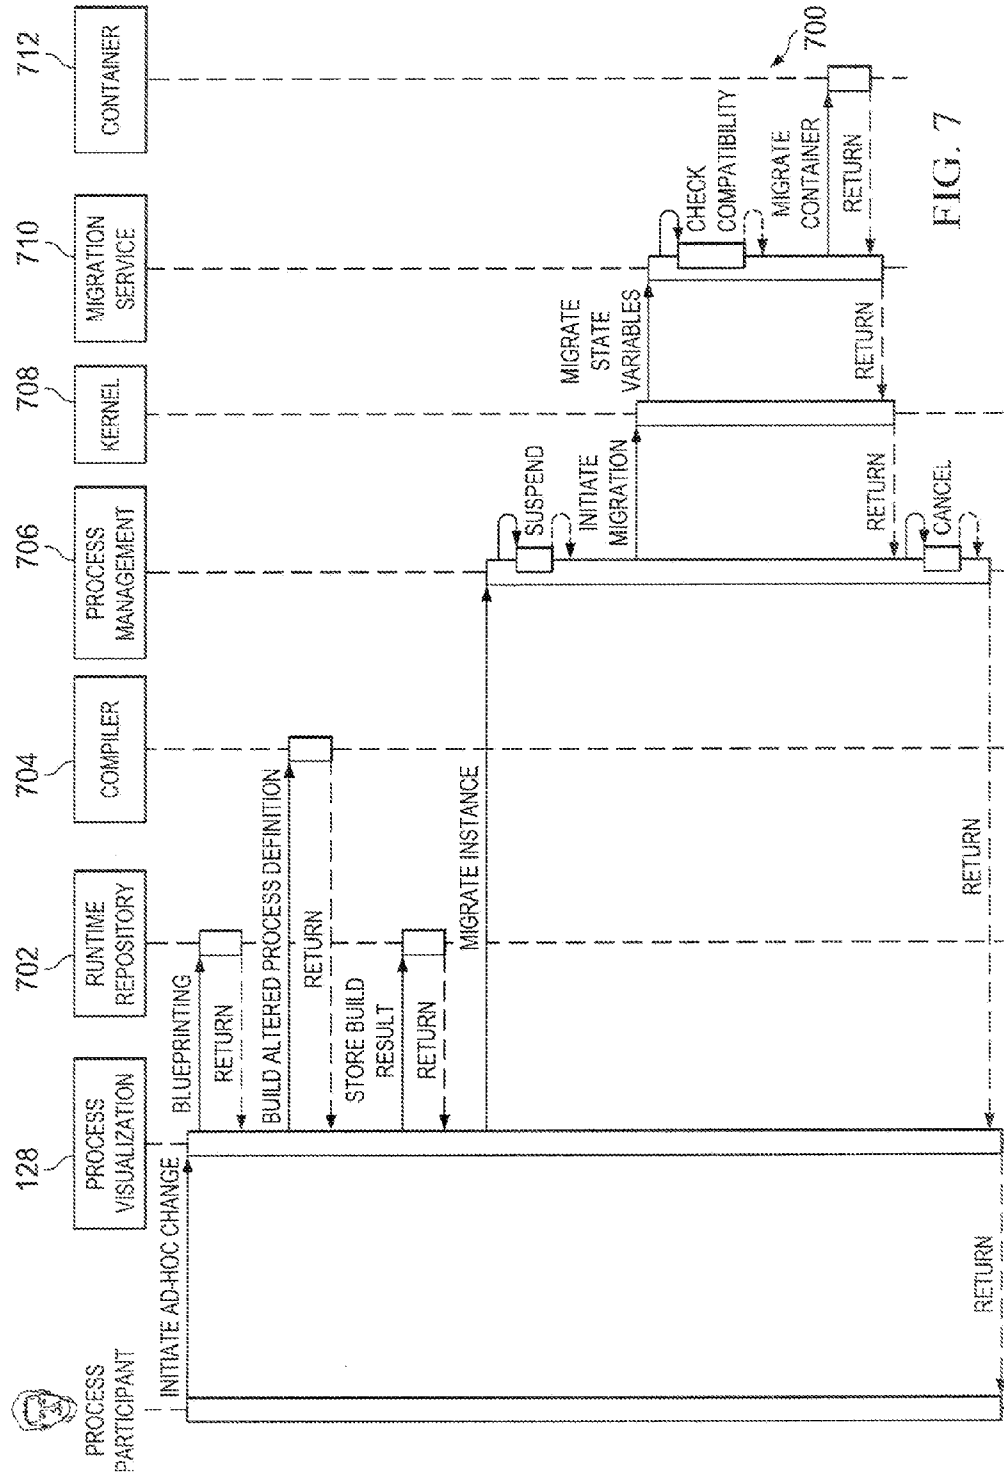 PROCESS
PARTICIPANT
128
PROCESS
VISUALIZATION
702
RUNTIME
REPOSITORY
704
COMPILER
706
PROCESS
MANAGEMENT
708
KERNEL
710
MIGRATION
SERVICE
712
CONTAINER
INITIATE AD-HOC CHANGE
BLUEPRINTING
RETURN
BUILD ALTERED PROCESS DEFINITION
RETURN
STORE BUILD
RESULT
RETURN
MIGRATE INSTANCE
SUSPEND
INITIATE
MIGRATION
MIGRATE
STATE
VARIABLES
CHECK
COMPATIBILITY
MIGRATE
CONTAINER
RETURN
RETURN
RETURN
CANCEL
RETURN
RETURN
700
FIG. 7